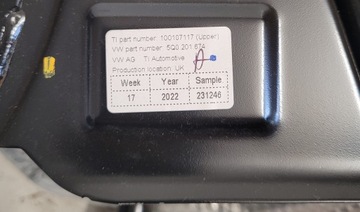 TI part number: 100107117 (Upper)
VW part number: 5Q0 201 674
VW AG TI Automotive
Production location: UK
Week Year Sample
17 2022 231246